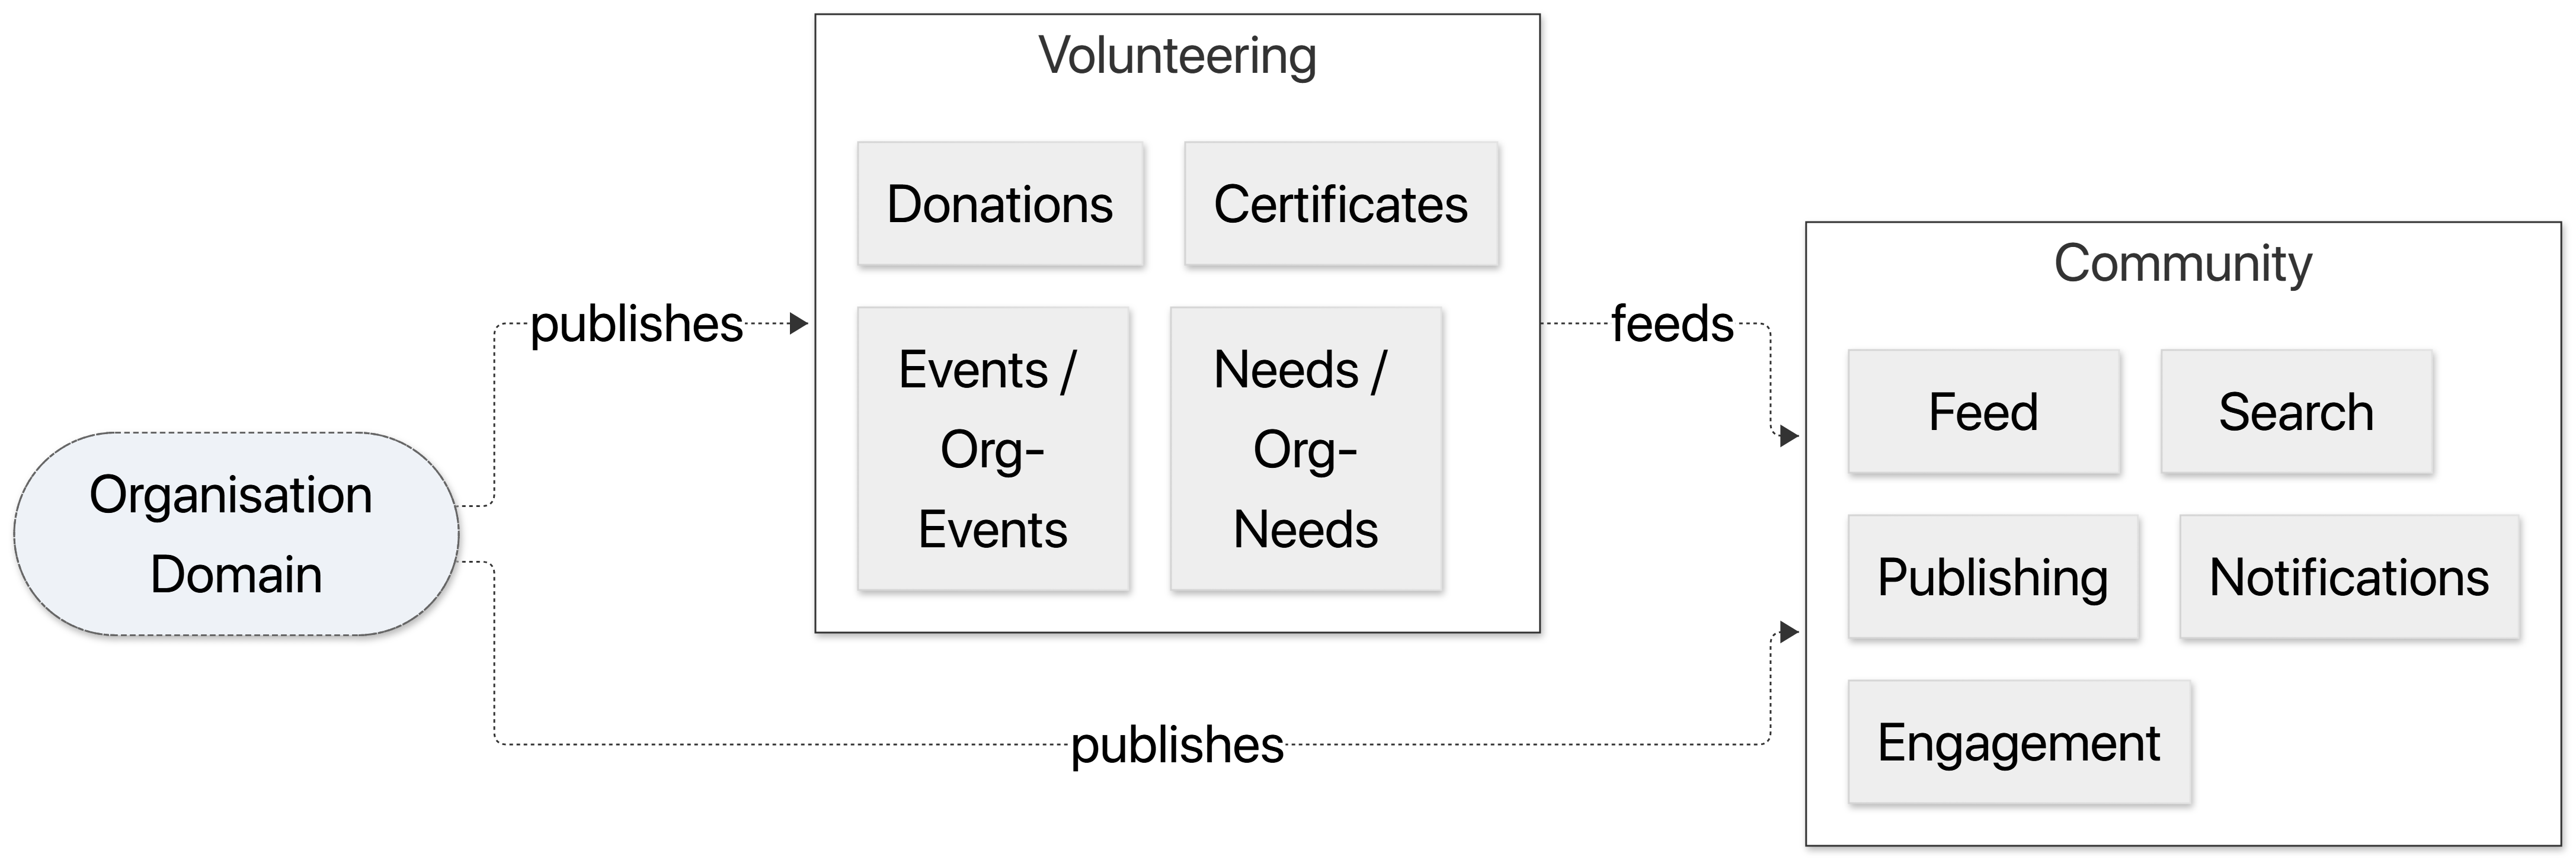 Volunteering
Donations
Certificates
Events /
Org-
Events
Needs /
Org-
Needs
publishes
feeds
Organisation
Domain
publishes
Community
Feed
Search
Publishing
Notifications
Engagement